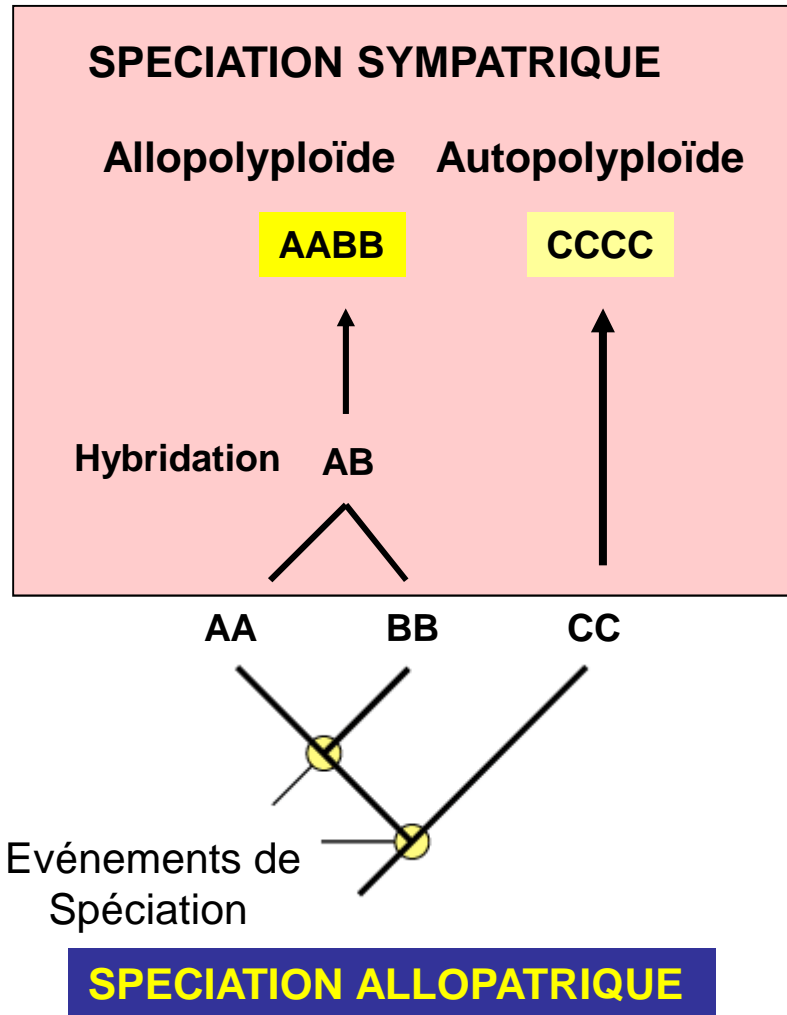 SPECIATION SYMPATRIQUE
Allopolyploïde Autopolyploïde
AABB CCCC
Hybridation AB
AA BB CC
Evénements de
Spéciation
SPECIATION ALLOPATRIQUE